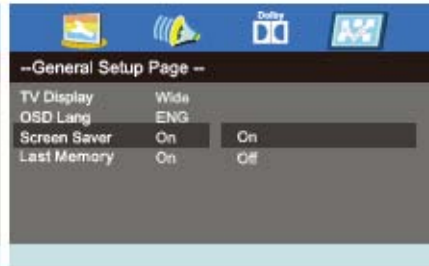 Dolby
--General Setup Page --
TV Display Wide
OSD Lang ENG
Screen Saver On On
Last Memory On Off